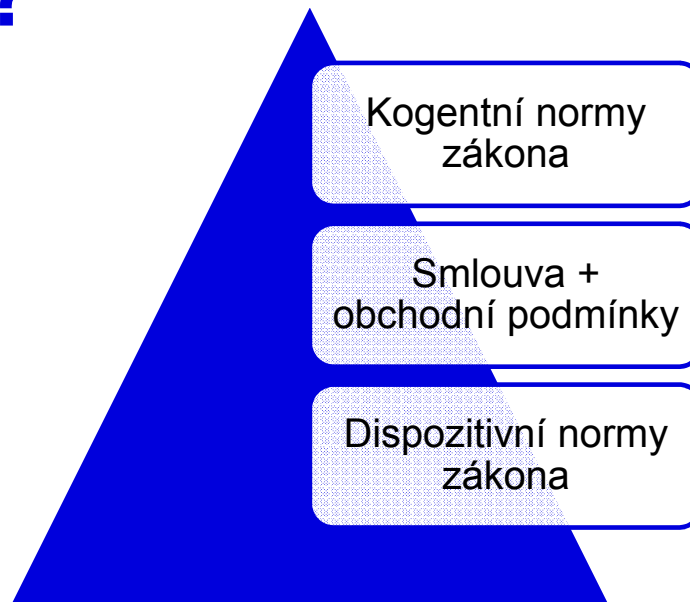 Kogentní normy
zákona
Smlouva +
obchodní podmínky
Dispozitivní normy
zákona